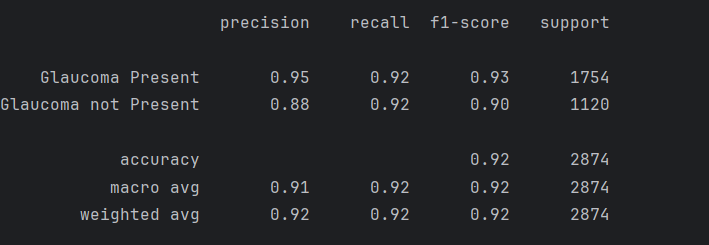 precision recall f1-score support
Glaucoma Present 0.95 0.92 0.93 1754
Glaucoma not Present 0.88 0.92 0.90 1120
accuracy 0.92 2874
macro avg 0.91 0.92 0.92 2874
weighted avg 0.92 0.92 0.92 2874